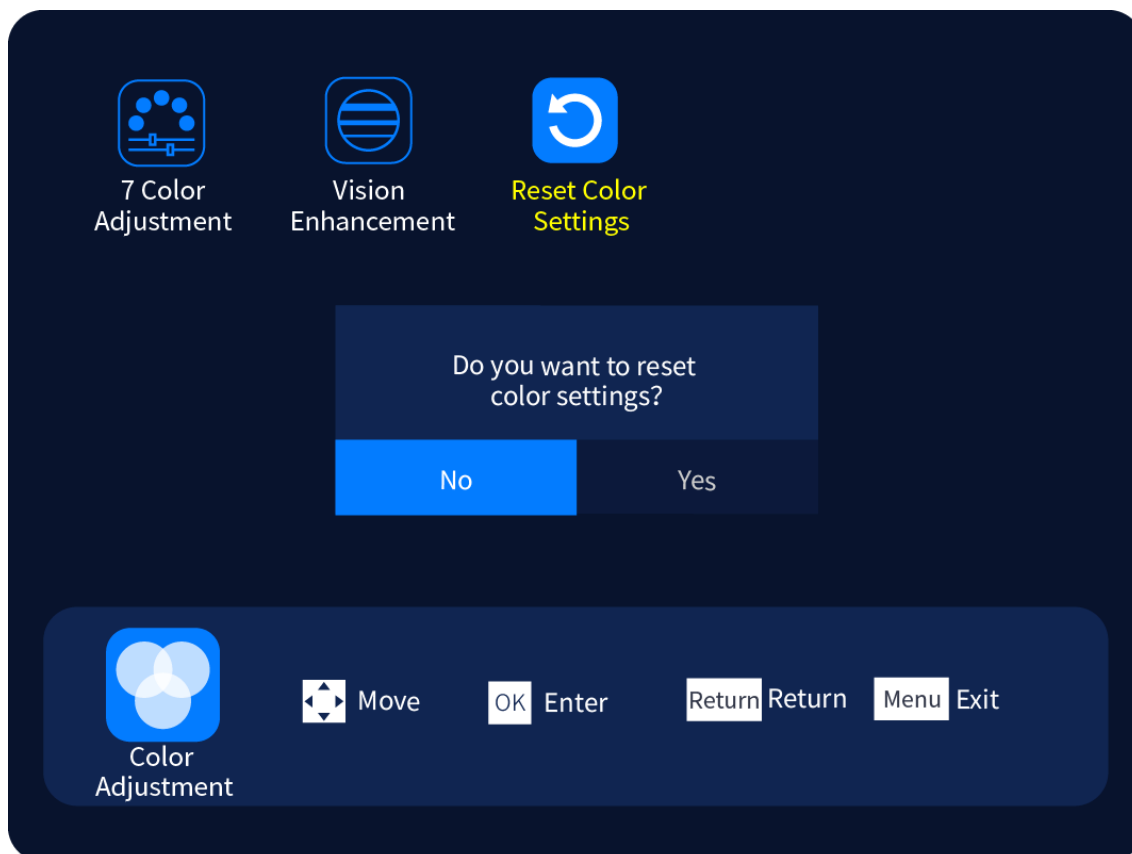 7 Color
Adjustment
Vision
Enhancement
Reset Color
Settings
Do you want to reset
color settings?
No
Yes
Color
Adjustment
Move
OK Enter
Return Return
Menu Exit